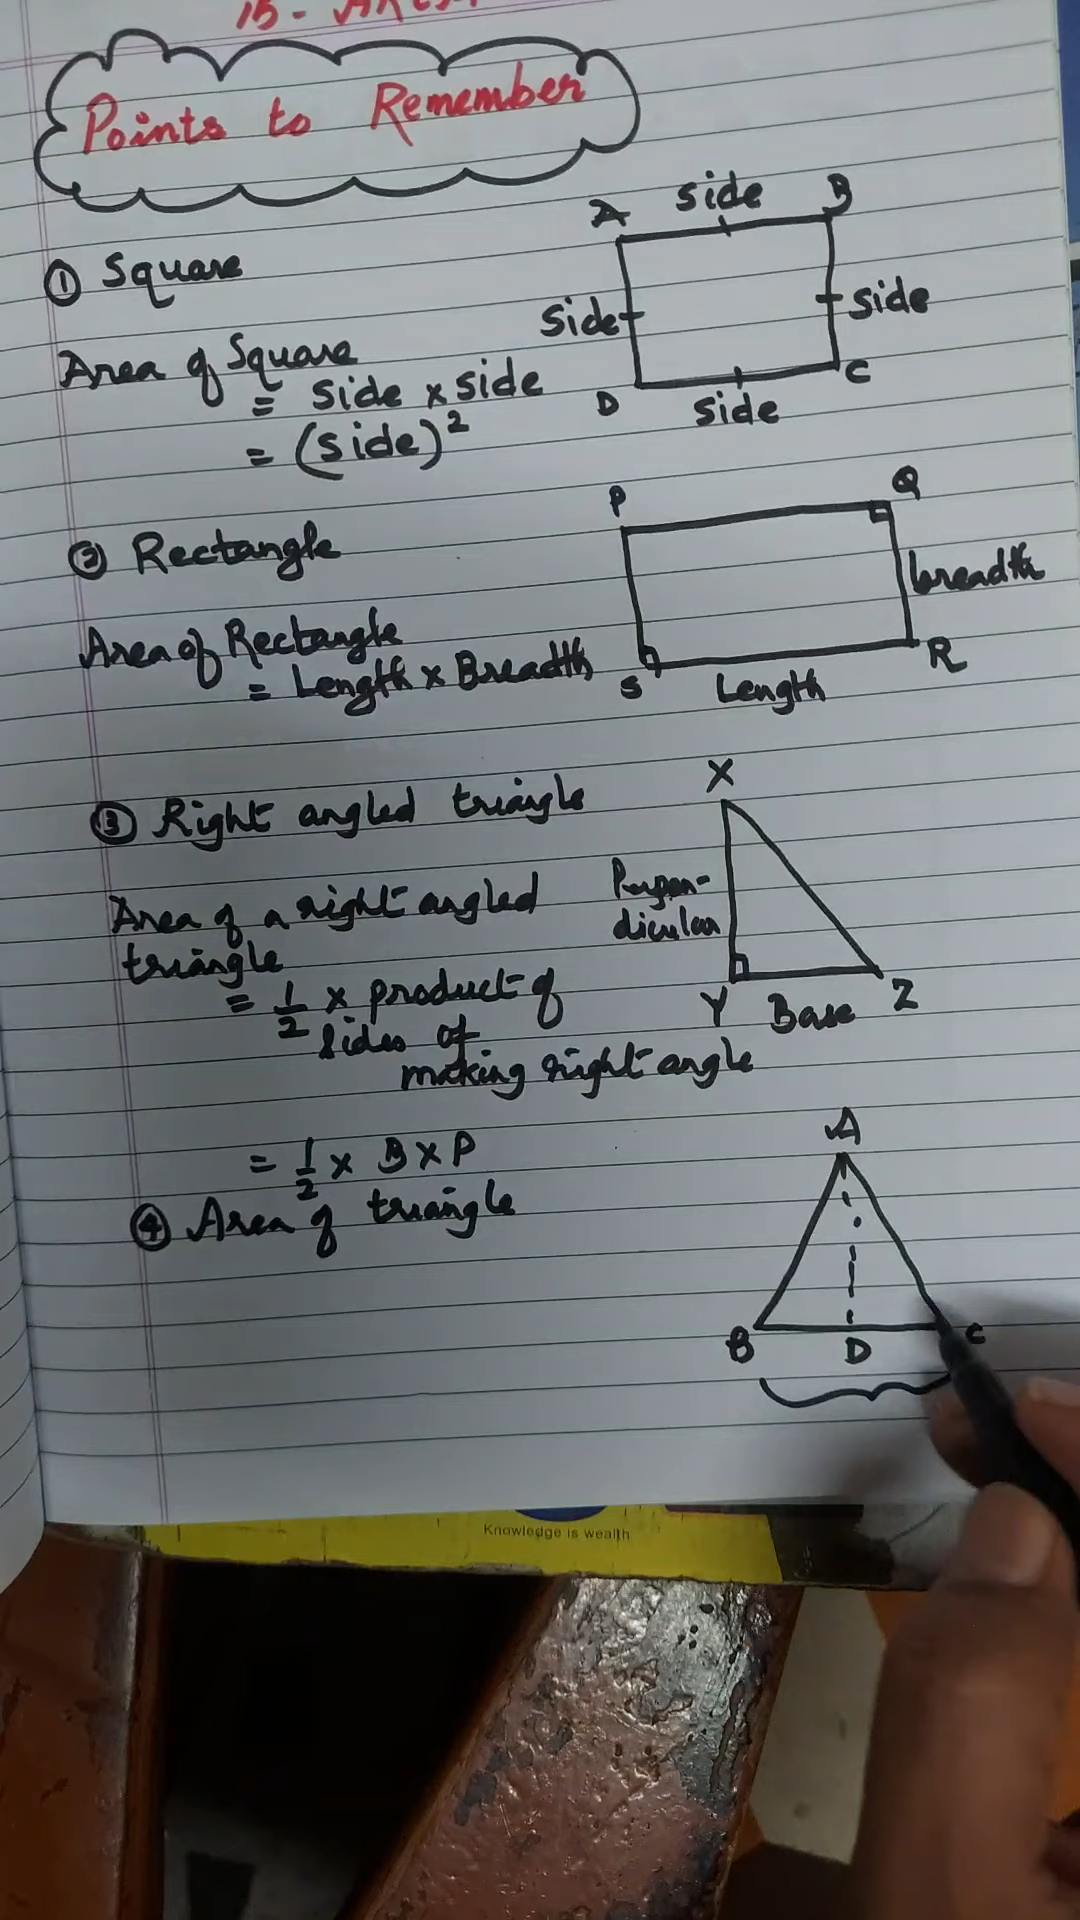 15 -
Points to Remember
① Square
A side B
side
side
D side C
Area of Square
= side × side
= (side)²
② Rectangle
P Q
breadth
S Length R
Area of Rectangle
= Length × Breadth
③ Right angled triangle
X
Perpen-
dicular
Y Base Z
Area of a right angled
triangle
= 1/2 × product of
sides of
making right angle
= 1/2 × B × P
④ Area of triangle
A
B D C
Knowledge is wealth